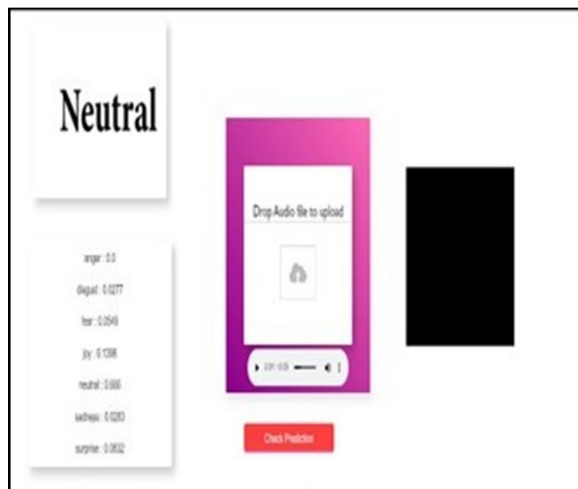 Neutral
anger : 0.0
disgust : 0.0277
fear : 0.0549
joy : 0.1398
neutral : 0.666
sadness : 0.0283
surprise : 0.0832
Drop Audio file to upload
Check Prediction